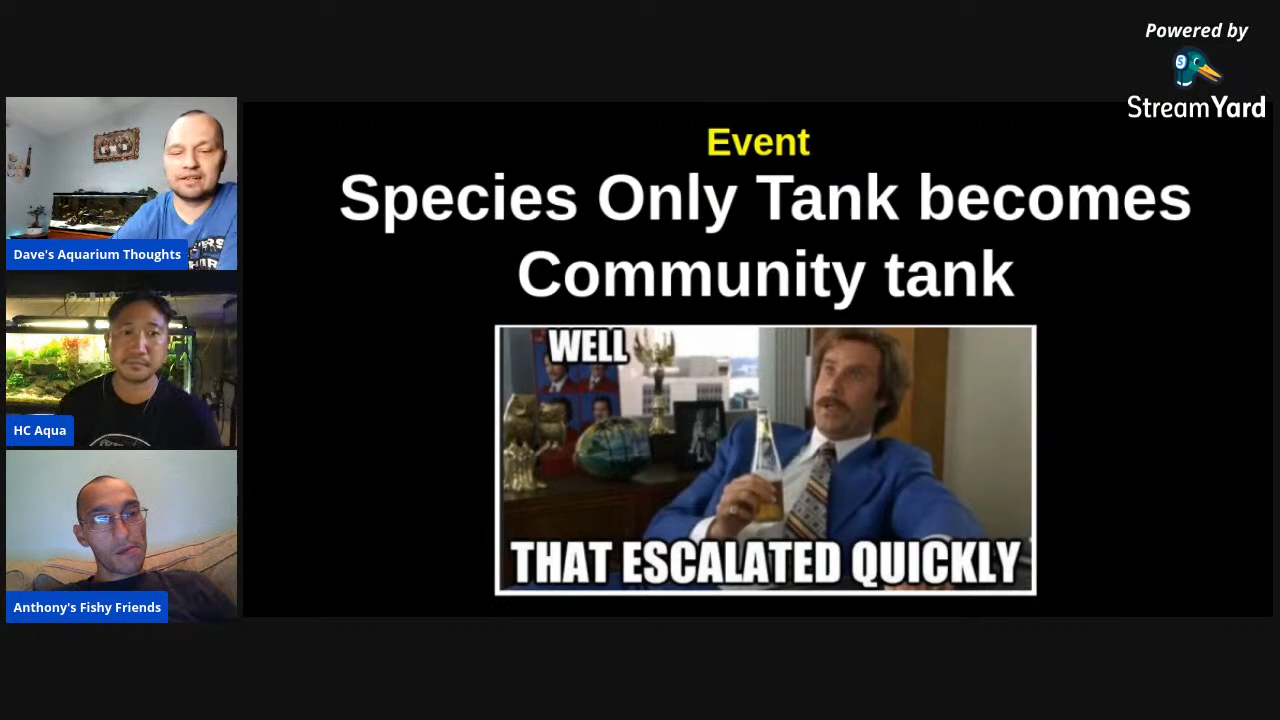 Powered by
StreamYard
Event
Species Only Tank becomes
Community tank
WELL
THAT ESCALATED QUICKLY
Dave's Aquarium Thoughts
HC Aqua
Anthony's Fishy Friends